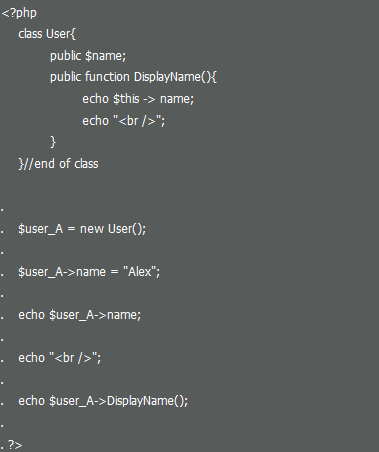 <?php
class User{
public $name;
public function DisplayName(){
echo $this -> name;
echo "<br />";
}
}//end of class
.
. $user_A = new User();
.
. $user_A->name = "Alex";
.
. echo $user_A->name;
.
. echo "<br />";
.
. echo $user_A->DisplayName();
.
. ?>